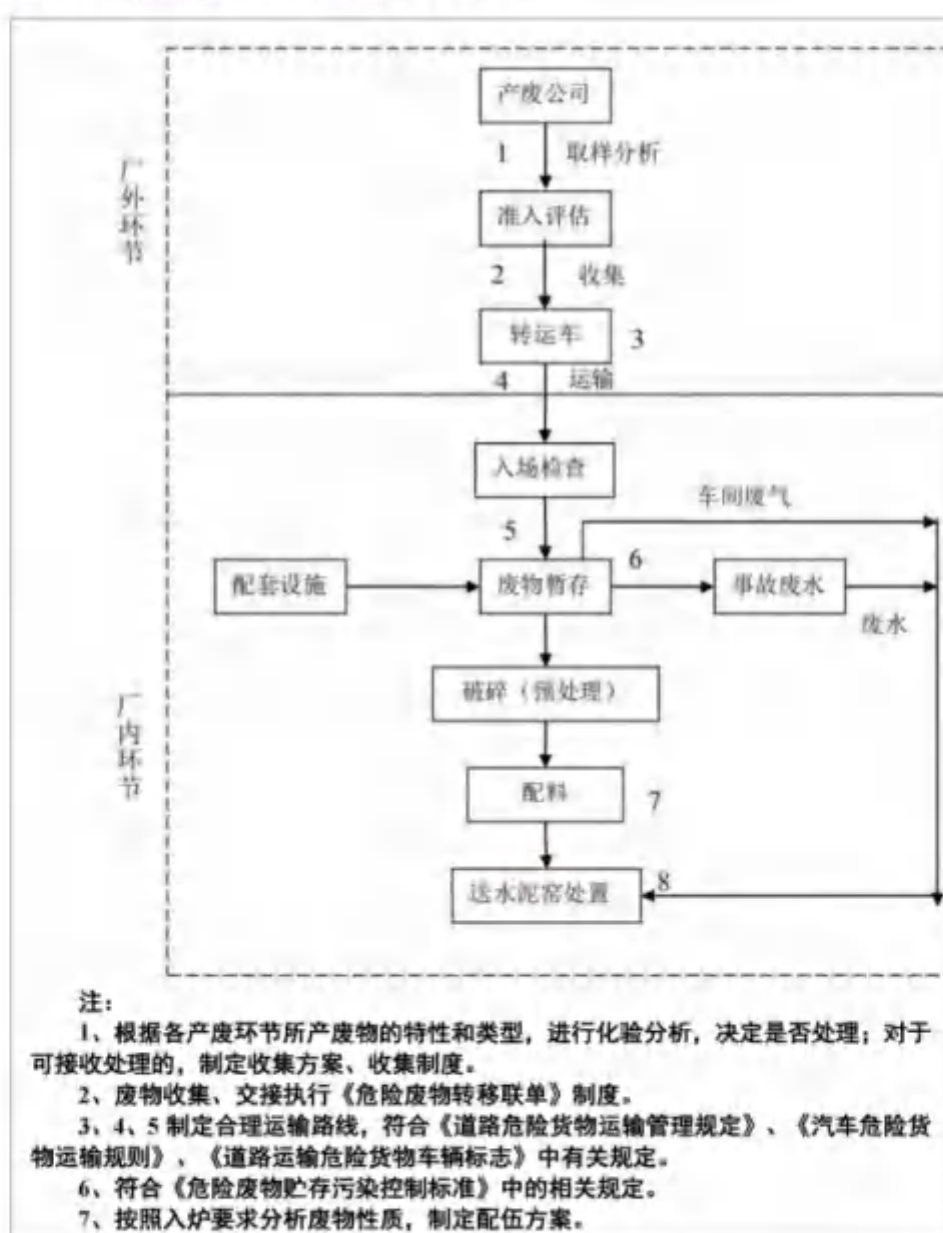 产废公司
1 取样分析
准入评估
2 收集
转运车 3
4 运输
厂外环节
入场检查
车间废气
5
6
配套设施 废物暂存 事故废水
废水
破碎（预处理）
厂内环节
配料 7
送水泥窑处置 8
注：
1、根据各产废环节所产废物的特性和类型，进行化验分析，决定是否处理；对于
可接收处理的，制定收集方案、收集制度。
2、废物收集、交接执行《危险废物转移联单》制度。
3、4、5 制定合理运输路线，符合《道路危险货物运输管理规定》、《汽车危险货
物运输规则》、《道路运输危险货物车辆标志》中有关规定。
6、符合《危险废物贮存污染控制标准》中的相关规定。
7、按照入炉要求分析废物性质，制定配伍方案。